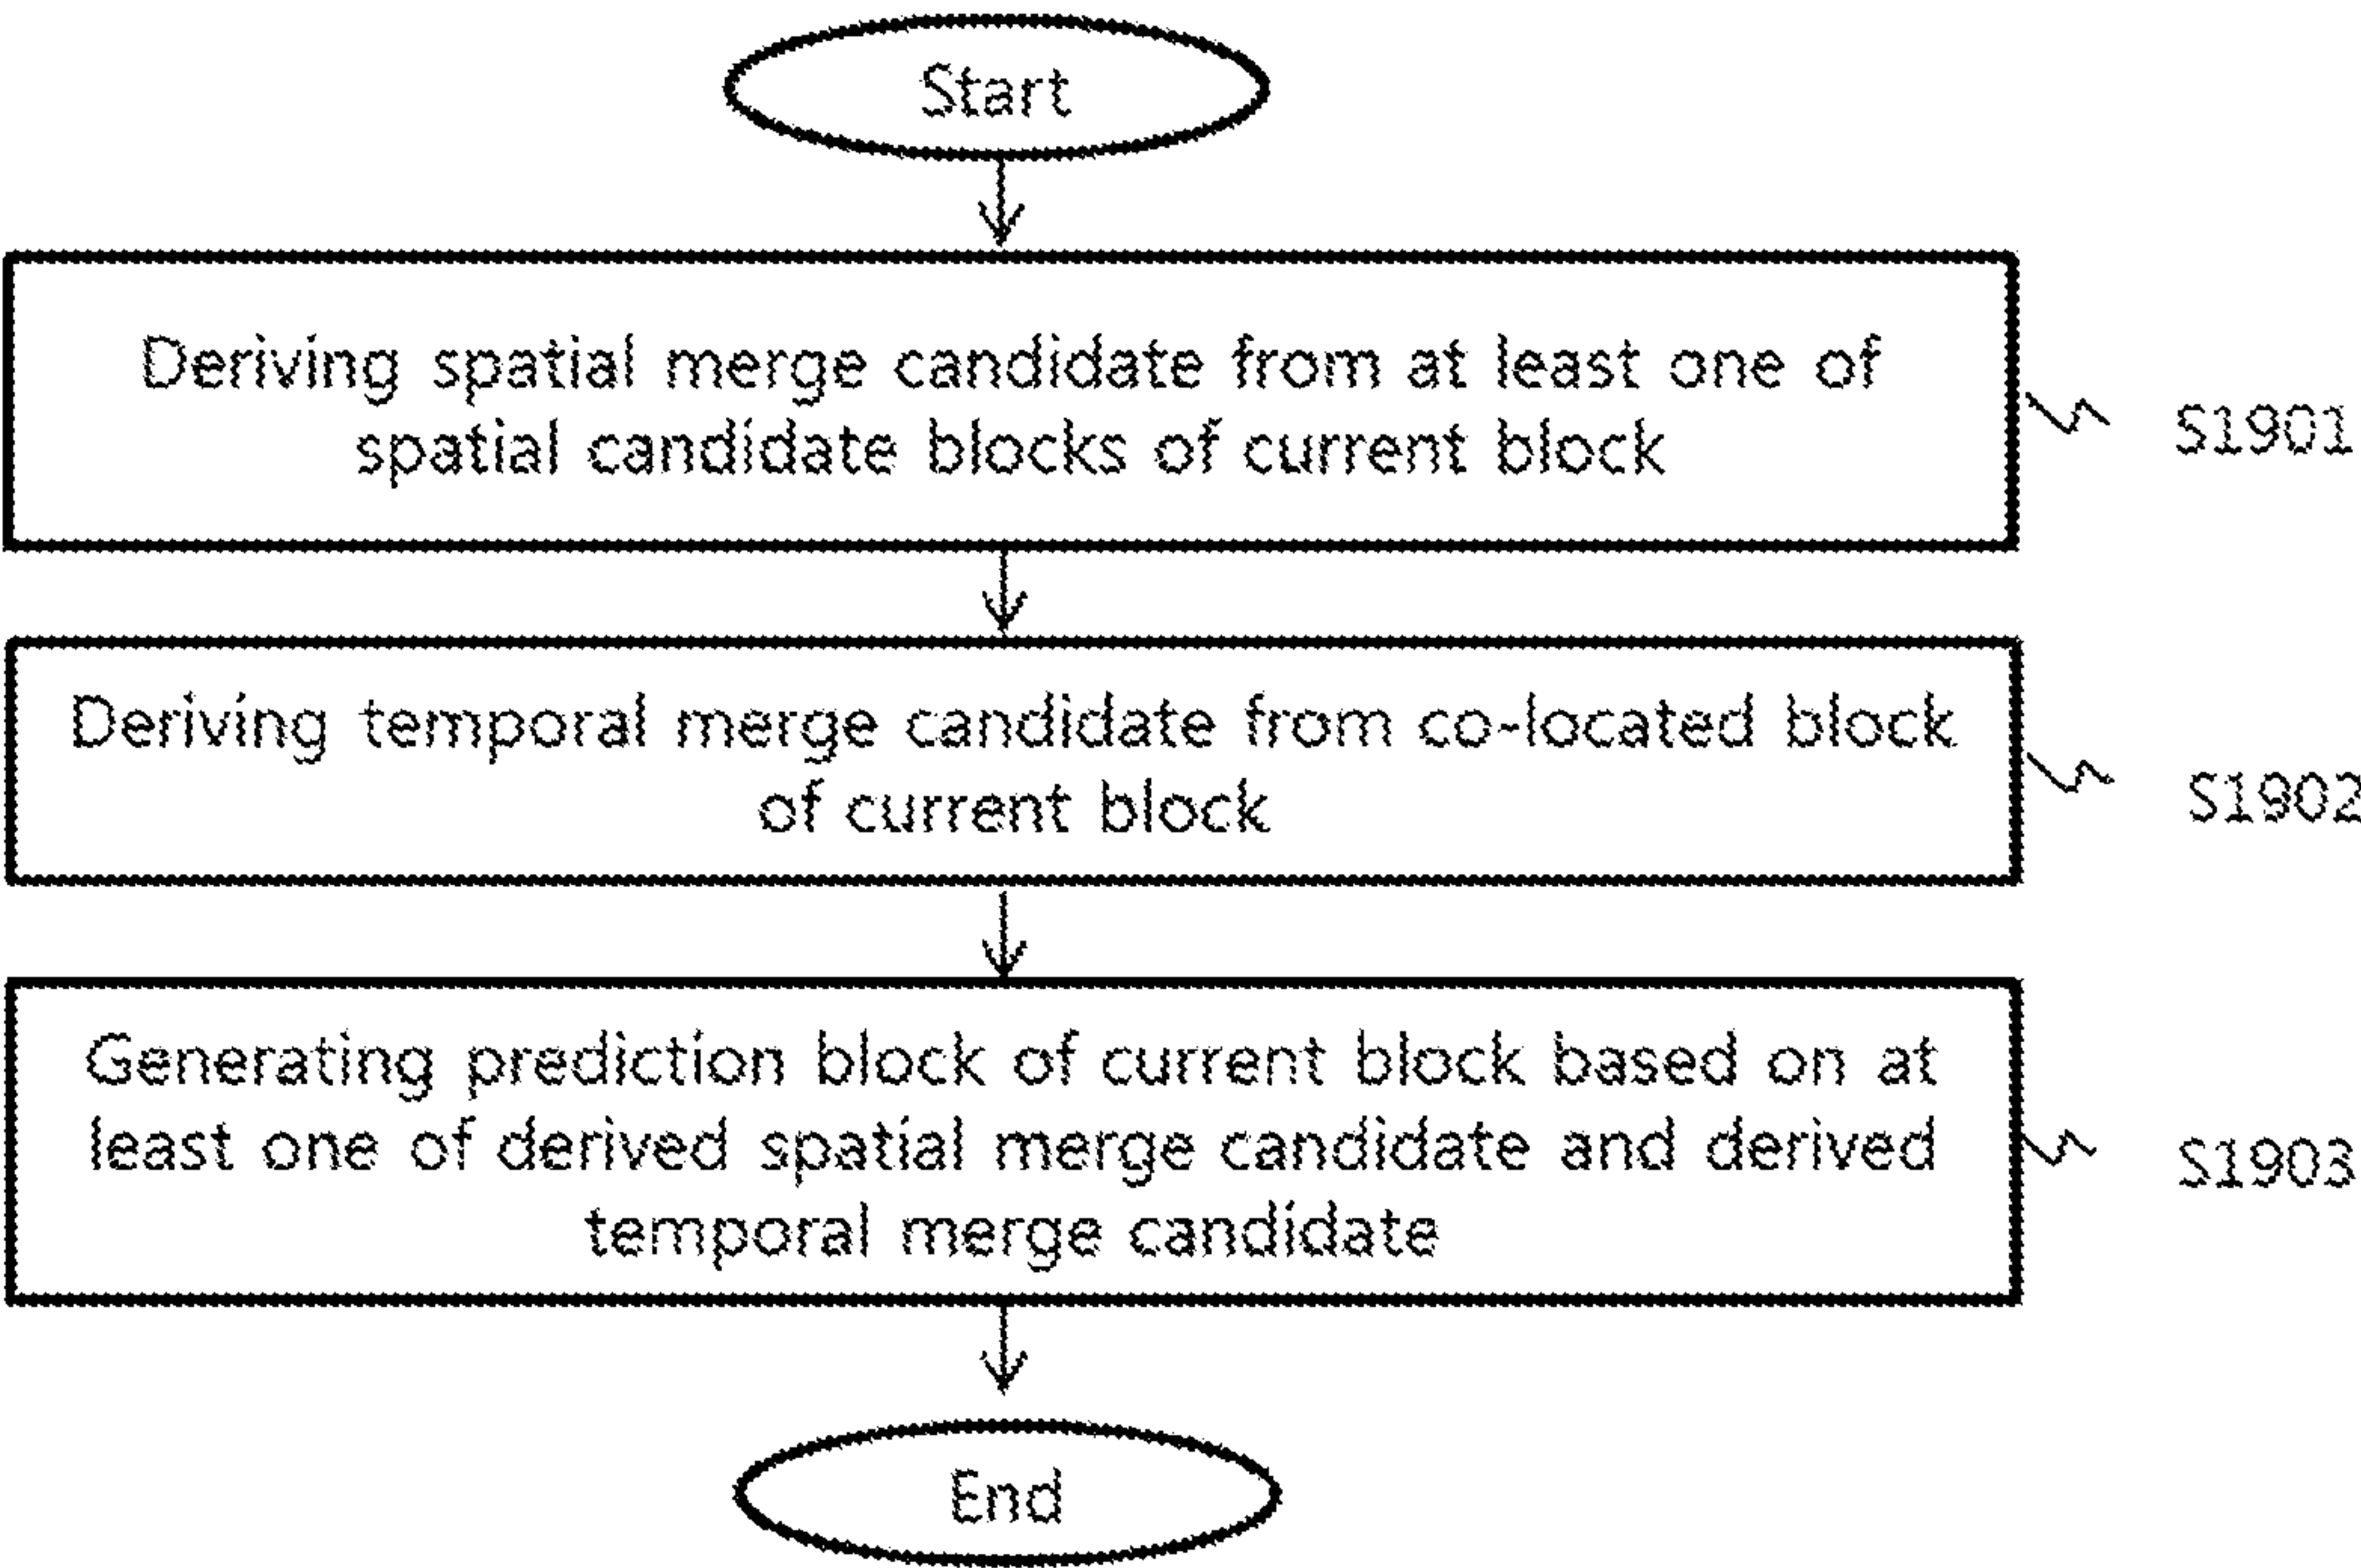 Start
Deriving spatial merge candidate from at least one of
spatial candidate blocks of current block
S1901
Deriving temporal merge candidate from co-located block
of current block
S1902
Generating prediction block of current block based on at
least one of derived spatial merge candidate and derived
temporal merge candidate
S1903
End